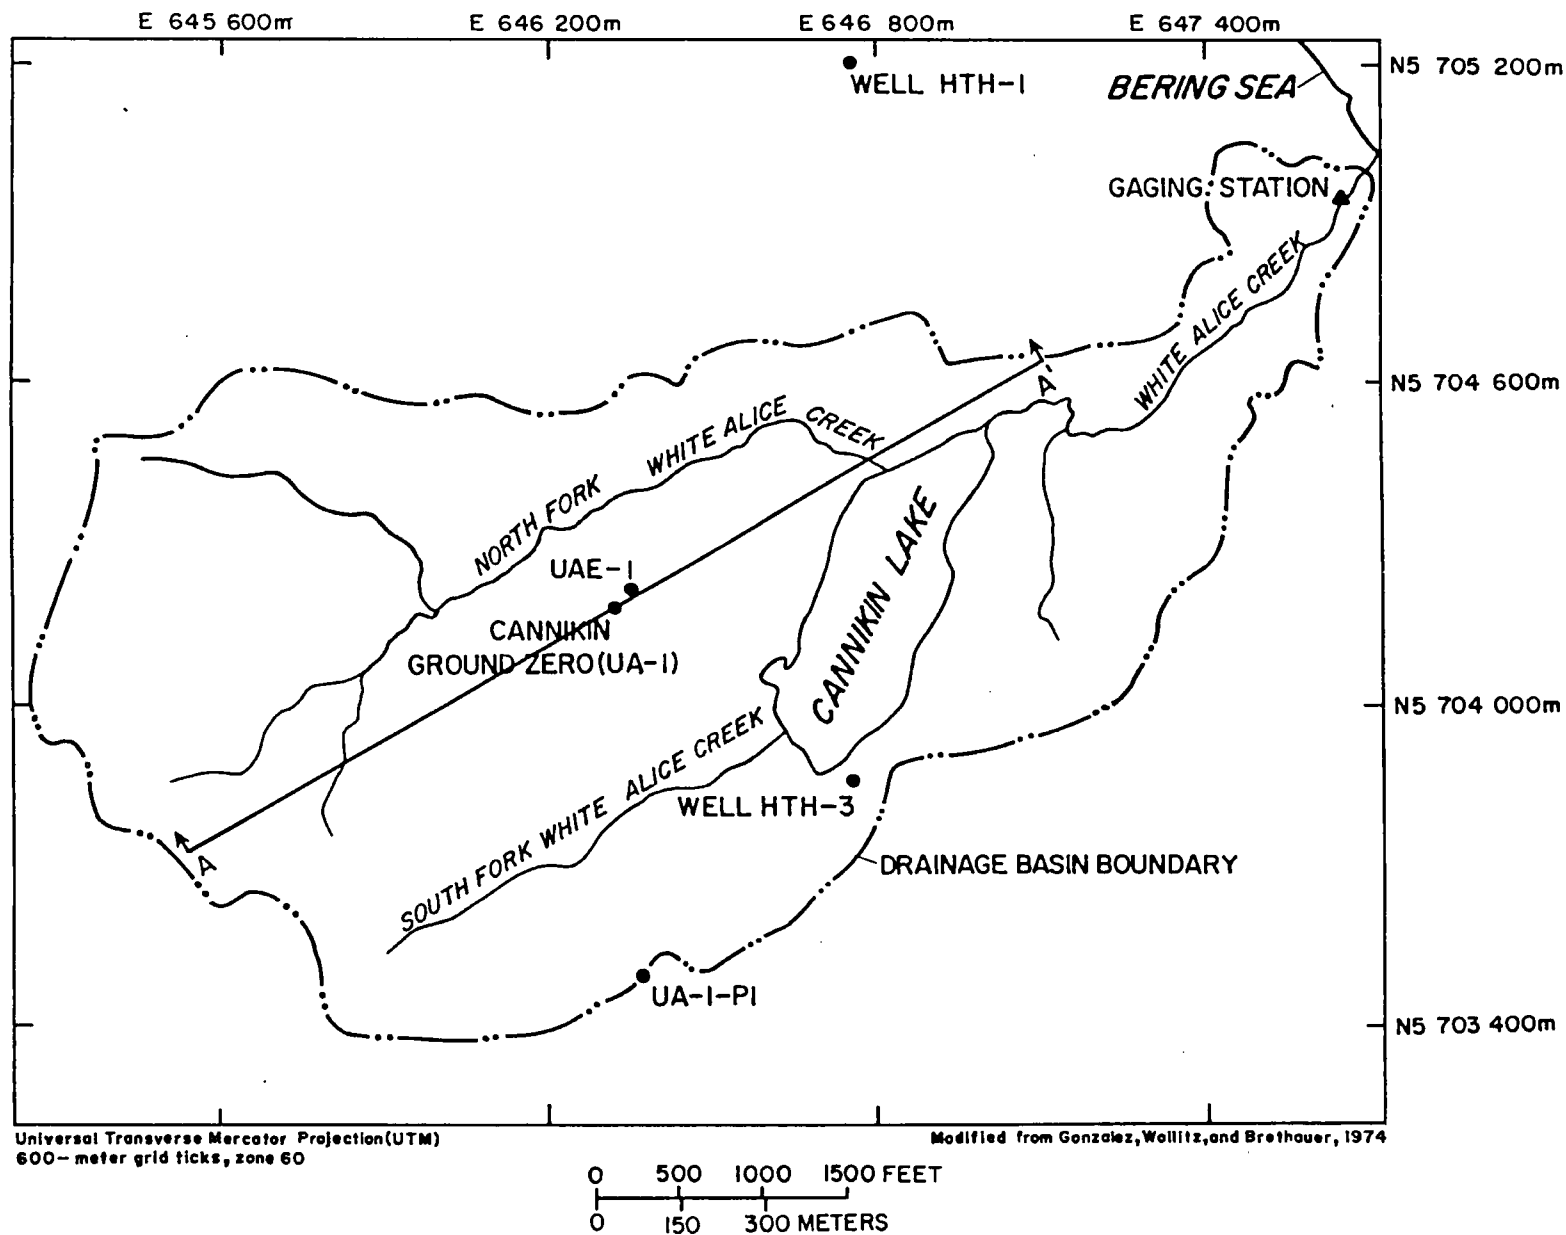 E 645 600m
E 646 200m
E 646 800m
E 647 400m
N5 705 200m
WELL HTH-1
BERING SEA
GAGING STATION
WHITE ALICE CREEK
N5 704 600m
A'
NORTH FORK WHITE ALICE CREEK
UAE-1
CANNIKIN
GROUND ZERO(UA-1)
CANNIKIN LAKE
N5 704 000m
SOUTH FORK WHITE ALICE CREEK
WELL HTH-3
A
DRAINAGE BASIN BOUNDARY
UA-1-P1
N5 703 400m
Universal Transverse Mercator Projection(UTM)
600-meter grid ticks, zone 60
Modified from Gonzalez, Wollitz, and Brethauer, 1974
0 500 1000 1500 FEET
0 150 300 METERS